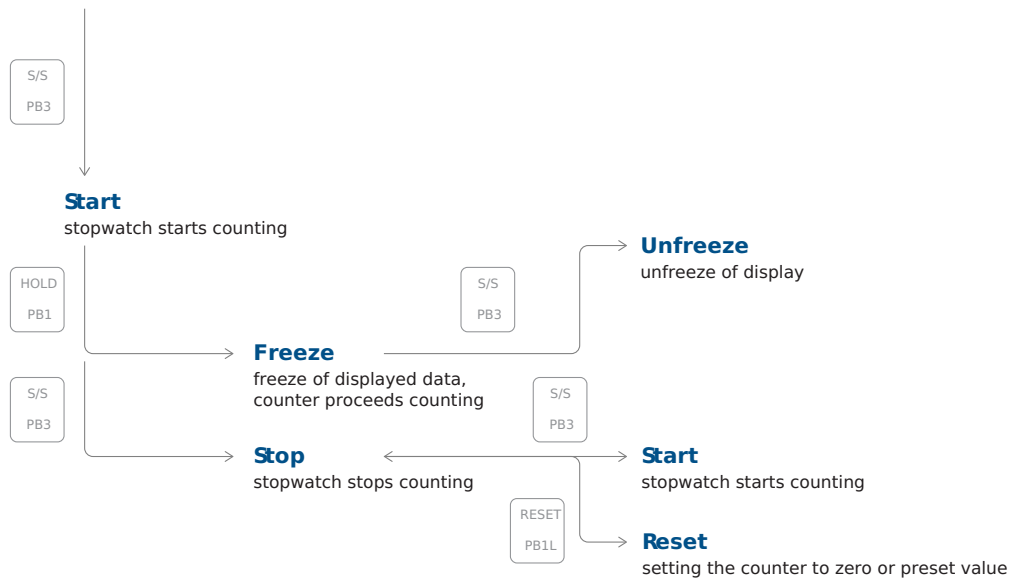 S/S
PB3
Start
stopwatch starts counting
HOLD
PB1
S/S
PB3
Unfreeze
unfreeze of display
Freeze
freeze of displayed data,
counter proceeds counting
S/S
PB3
S/S
PB3
Stop
stopwatch stops counting
Start
stopwatch starts counting
RESET
PB1L
Reset
setting the counter to zero or preset value